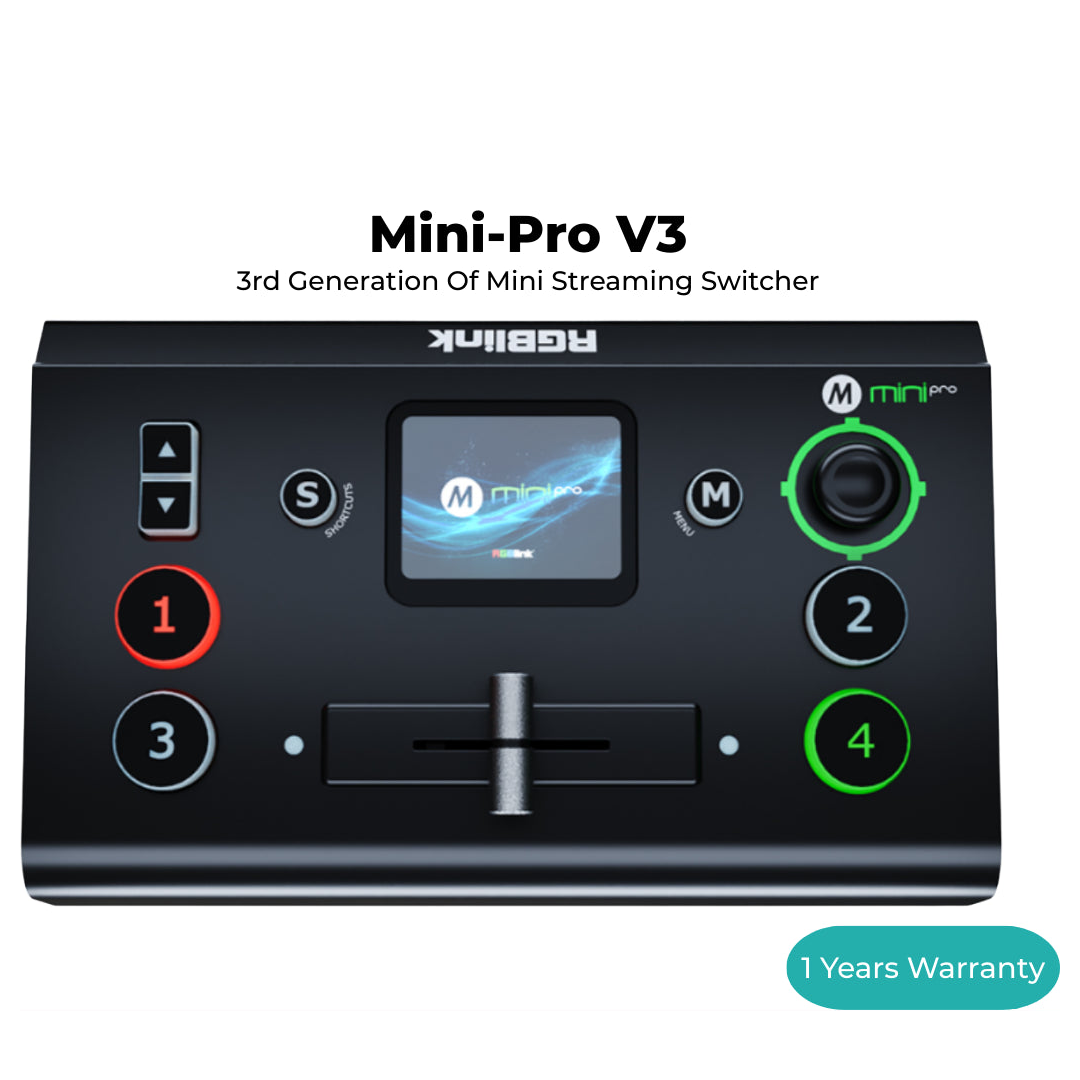 Mini-Pro V3
3rd Generation Of Mini Streaming Switcher
RGBlink
M mini pro
S
SHORTCUTS
M mini pro
RGBlink
M
MENU
1
2
3
4
1 Years Warranty